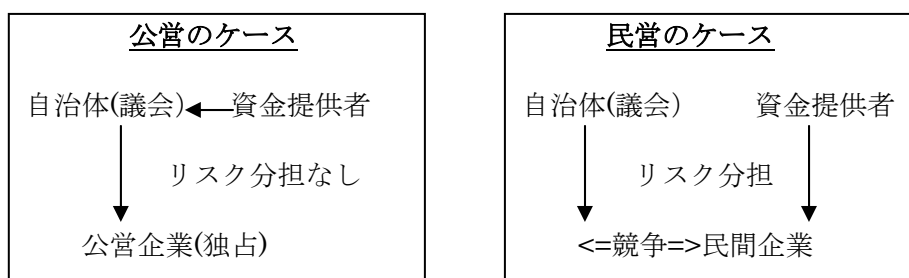 公営のケース
自治体(議会) 資金提供者
リスク分担なし
公営企業(独占)
民営のケース
自治体(議会) 資金提供者
リスク分担
<=競争=>民間企業